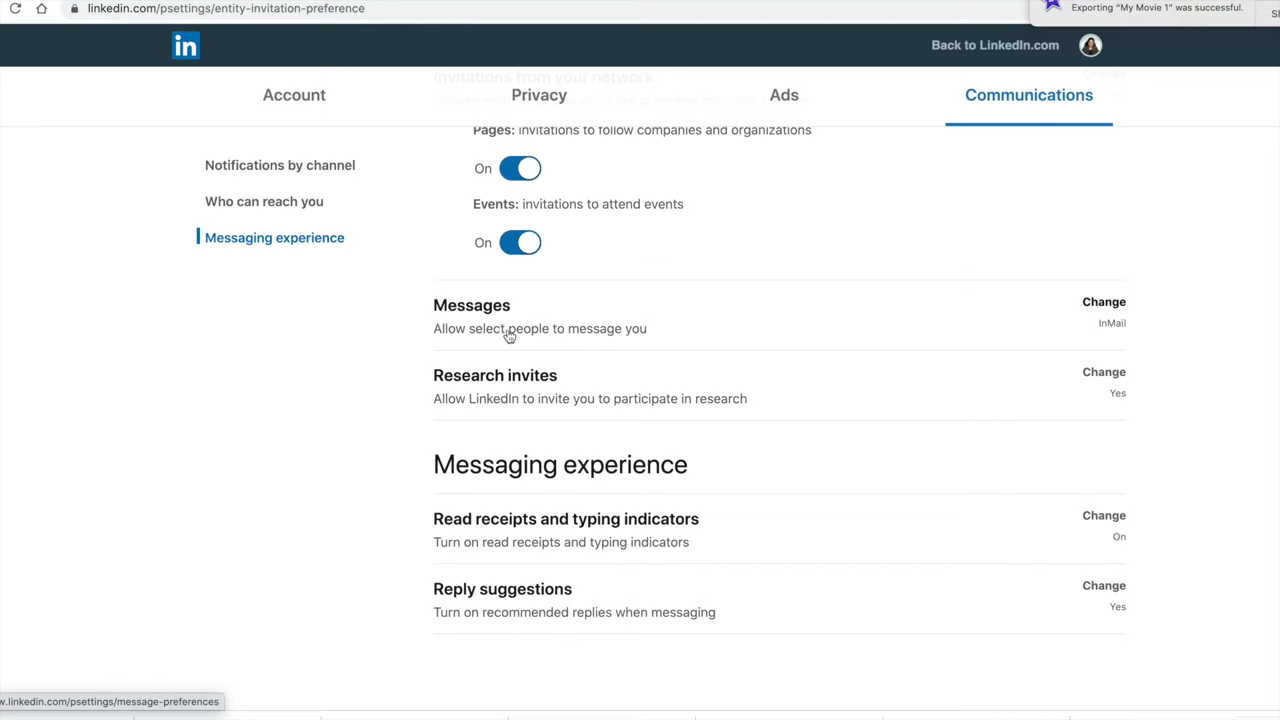 linkedin.com/psettings/entity-invitation-preference
Exporting “My Movie 1” was successful.
in
Back to LinkedIn.com
Invitations from your network
Account
Privacy
Ads
Communications
Pages: invitations to follow companies and organizations
Notifications by channel
On
Who can reach you
Events: invitations to attend events
Messaging experience
On
Messages
Change
Allow select people to message you
InMail
Research invites
Change
Allow LinkedIn to invite you to participate in research
Yes
Messaging experience
Read receipts and typing indicators
Change
Turn on read receipts and typing indicators
On
Reply suggestions
Change
Turn on recommended replies when messaging
Yes
w.linkedin.com/psettings/message-preferences